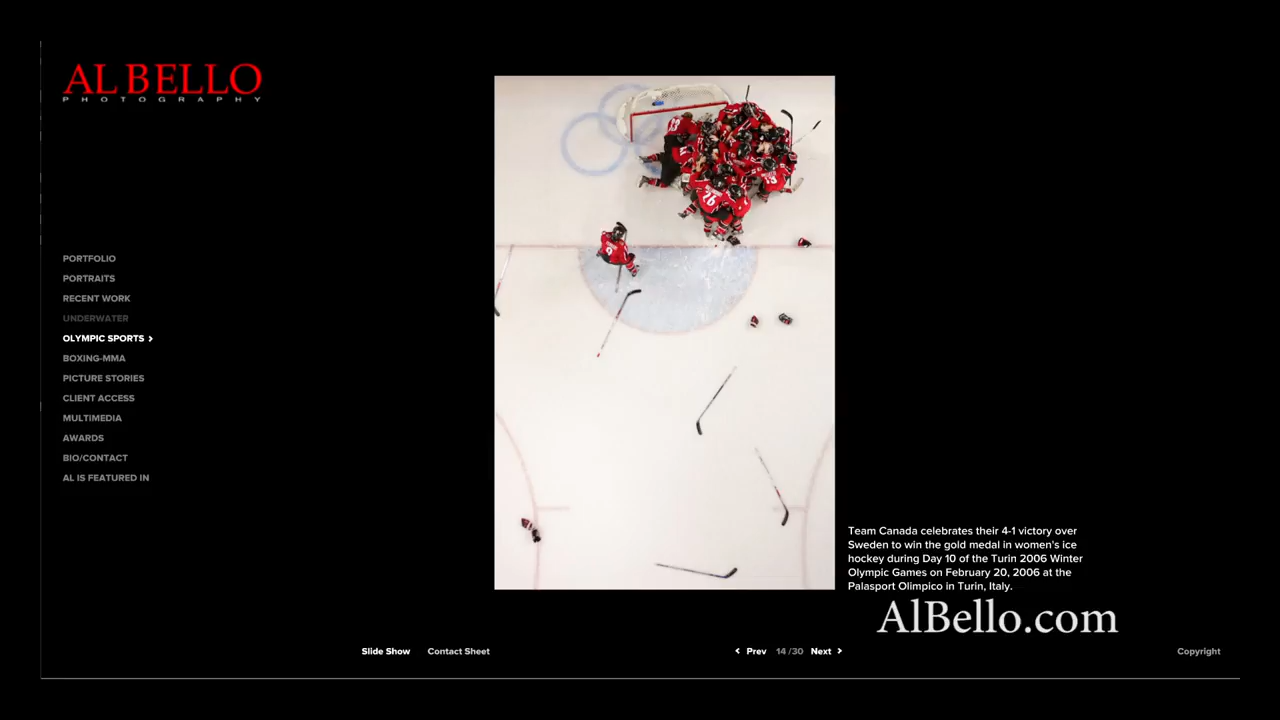 AL BELLO
PHOTOGRAPHY
PORTFOLIO
PORTRAITS
RECENT WORK
UNDERWATER
OLYMPIC SPORTS >
BOXING-MMA
PICTURE STORIES
CLIENT ACCESS
MULTIMEDIA
AWARDS
BIO/CONTACT
AL IS FEATURED IN
Team Canada celebrates their 4-1 victory over
Sweden to win the gold medal in women's ice
hockey during Day 10 of the Turin 2006 Winter
Olympic Games on February 20, 2006 at the
Palasport Olimpico in Turin, Italy.
AlBello.com
Slide Show Contact Sheet < Prev 14 /30 Next > Copyright